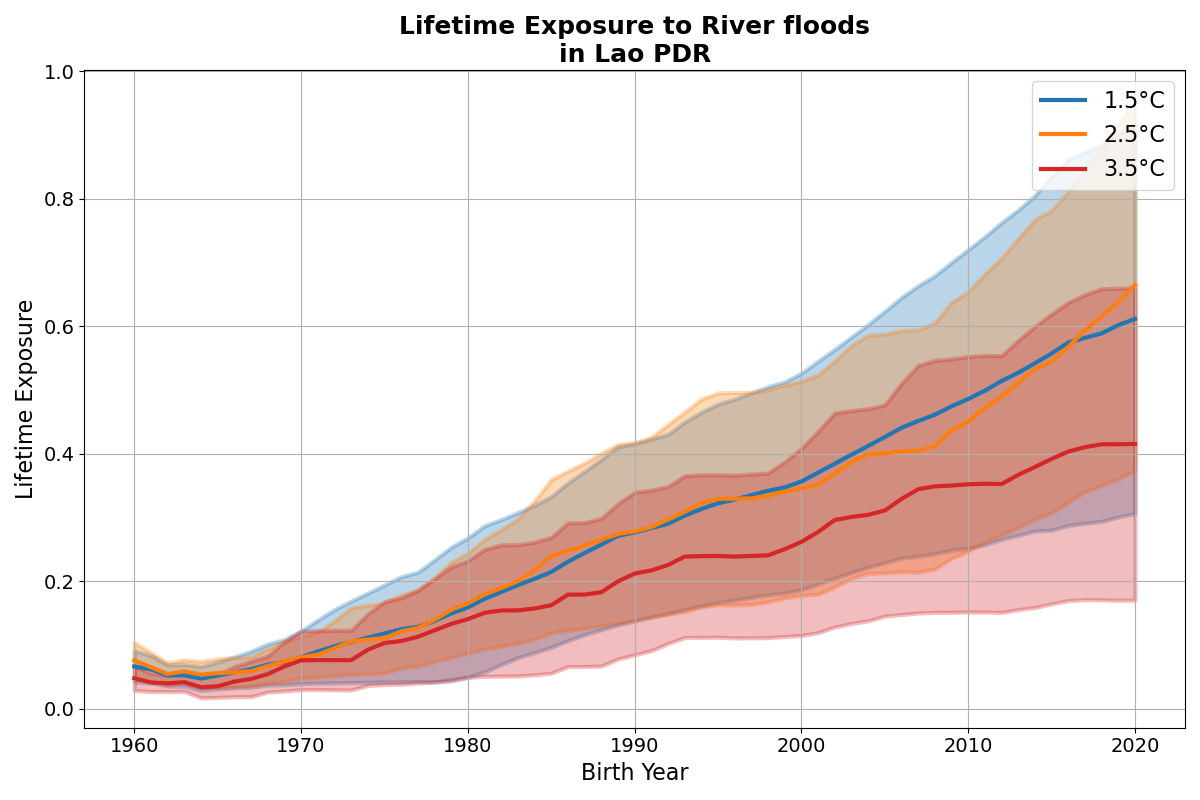 Lifetime Exposure to River floods
in Lao PDR
1.0
0.8
0.6
0.4
0.2
0.0
Lifetime Exposure
1.5°C
2.5°C
3.5°C
1960
1970
1980
1990
2000
2010
2020
Birth Year